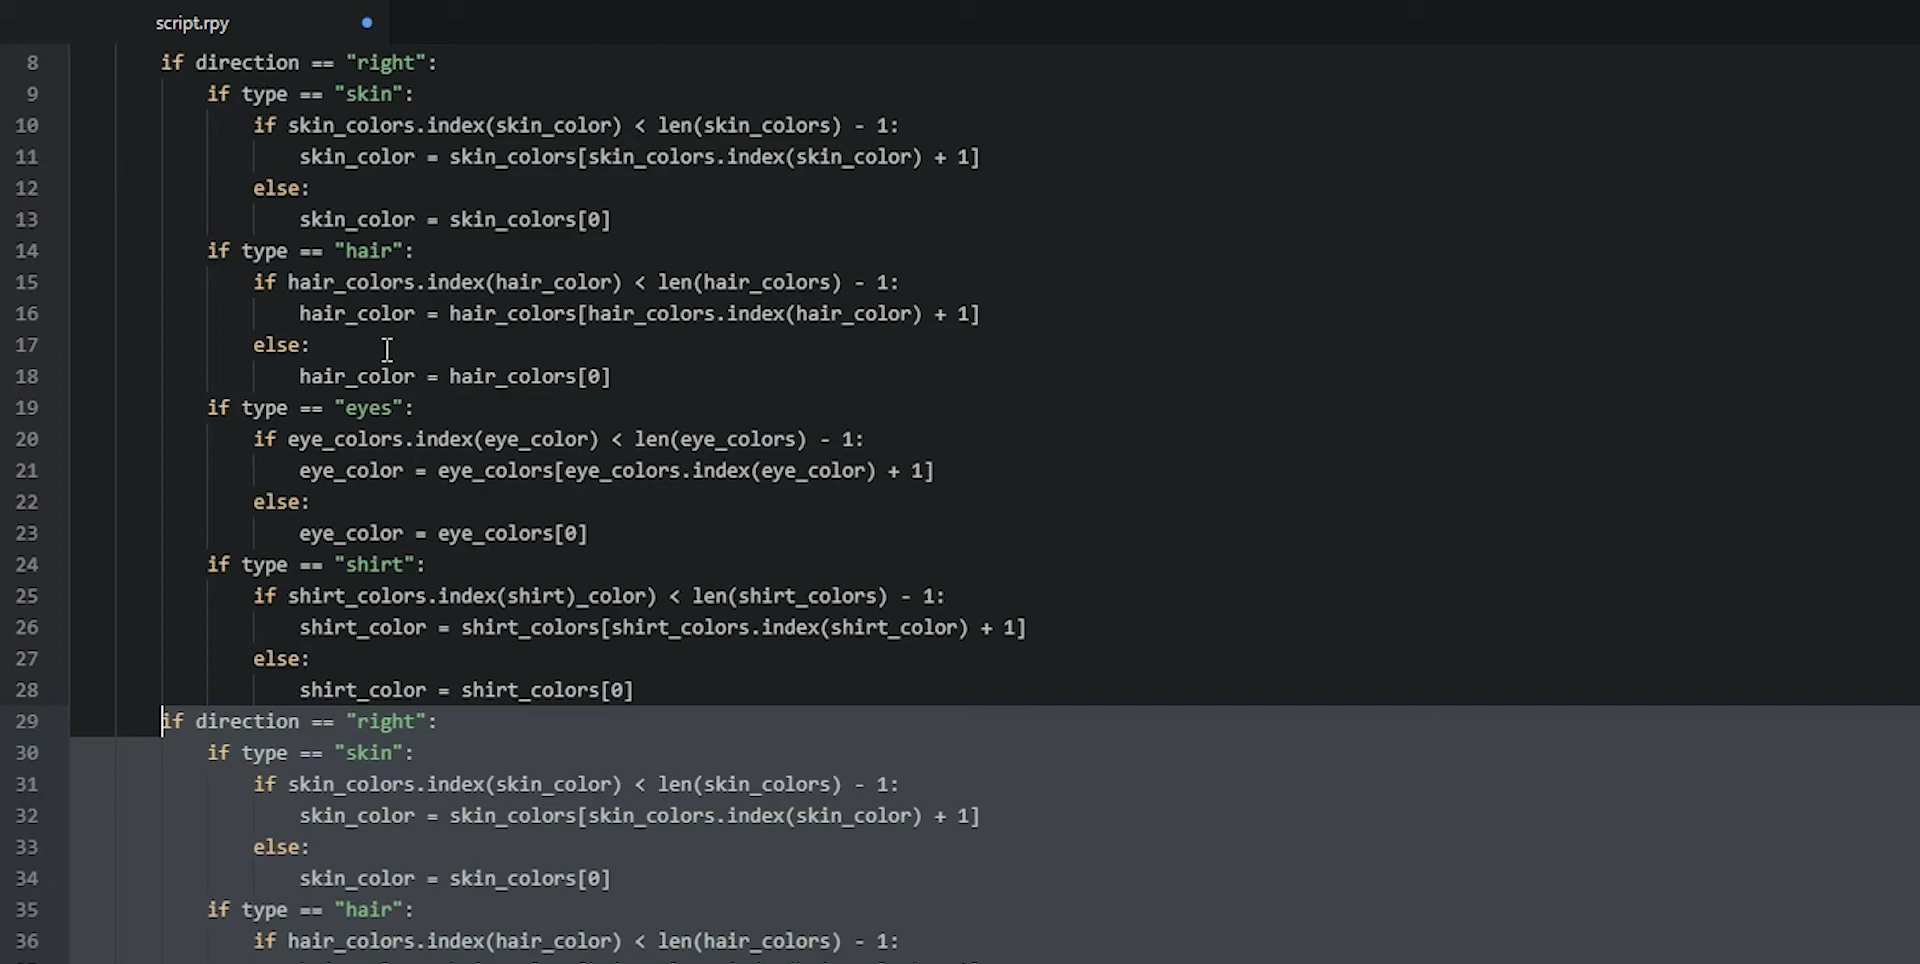 script.rpy
8 if direction == "right":
9 if type == "skin":
10 if skin_colors.index(skin_color) < len(skin_colors) - 1:
11 skin_color = skin_colors[skin_colors.index(skin_color) + 1]
12 else:
13 skin_color = skin_colors[0]
14 if type == "hair":
15 if hair_colors.index(hair_color) < len(hair_colors) - 1:
16 hair_color = hair_colors[hair_colors.index(hair_color) + 1]
17 else:
18 hair_color = hair_colors[0]
19 if type == "eyes":
20 if eye_colors.index(eye_color) < len(eye_colors) - 1:
21 eye_color = eye_colors[eye_colors.index(eye_color) + 1]
22 else:
23 eye_color = eye_colors[0]
24 if type == "shirt":
25 if shirt_colors.index(shirt)_color) < len(shirt_colors) - 1:
26 shirt_color = shirt_colors[shirt_colors.index(shirt_color) + 1]
27 else:
28 shirt_color = shirt_colors[0]
29 if direction == "right":
30 if type == "skin":
31 if skin_colors.index(skin_color) < len(skin_colors) - 1:
32 skin_color = skin_colors[skin_colors.index(skin_color) + 1]
33 else:
34 skin_color = skin_colors[0]
35 if type == "hair":
36 if hair_colors.index(hair_color) < len(hair_colors) - 1: